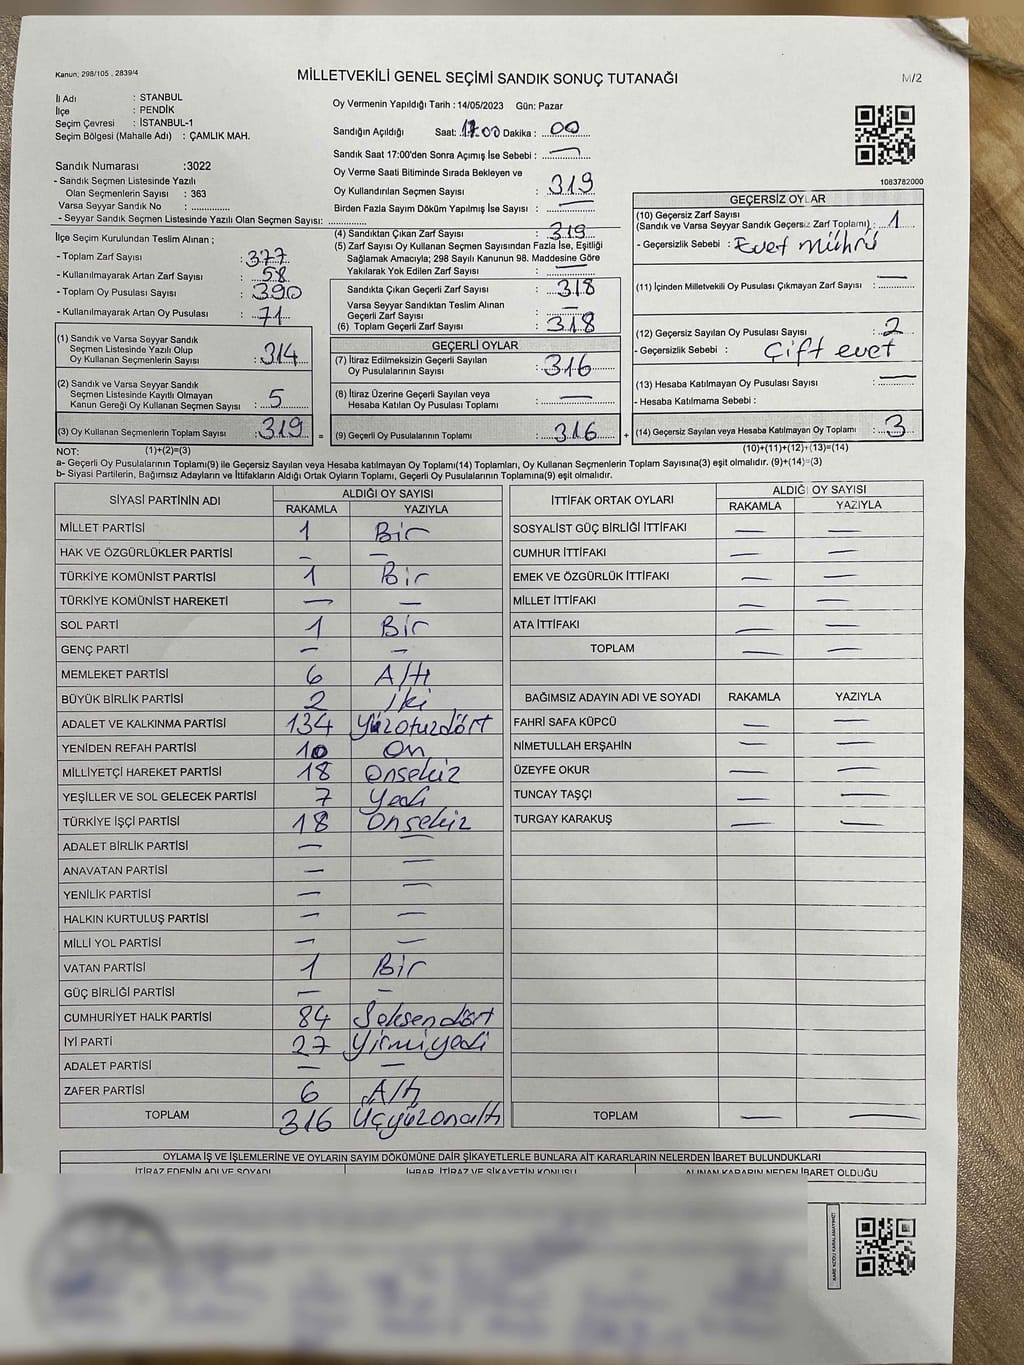 Kanun; 298/105 , 2839/4
MİLLETVEKİLİ GENEL SEÇİMİ SANDIK SONUÇ TUTANAĞI
M/2
İl Adı : STANBUL
İlçe : PENDİK
Seçim Çevresi : İSTANBUL-1
Seçim Bölgesi (Mahalle Adı) : ÇAMLIK MAH.
Sandık Numarası :3022
- Sandık Seçmen Listesinde Yazılı
Olan Seçmenlerin Sayısı : 363
Varsa Seyyar Sandık No :
- Seyyar Sandık Seçmen Listesinde Yazılı Olan Seçmen Sayısı:
Oy Vermenin Yapıldığı Tarih : 14/05/2023 Gün: Pazar
Sandığın Açıldığı Saat: 17.00 Dakika : 00
Sandık Saat 17:00'den Sonra Açımış İse Sebebi : —
Oy Verme Saati Bitiminde Sırada Bekleyen ve
Oy Kullandırılan Seçmen Sayısı : 319
Birden Fazla Sayım Döküm Yapılmış İse Sayısı : —
1083782000
İlçe Seçim Kurulundan Teslim Alınan ;
- Toplam Zarf Sayısı : 377
- Kullanılmayarak Artan Zarf Sayısı : 58
- Toplam Oy Pusulası Sayısı : 390
- Kullanılmayarak Artan Oy Pusulası : 71
(1) Sandık ve Varsa Seyyar Sandık
Seçmen Listesinde Yazılı Olup
Oy Kullanan Seçmenlerin Sayısı : 314
(2) Sandık ve Varsa Seyyar Sandık
Seçmen Listesinde Kayıtlı Olmayan
Kanun Gereği Oy Kullanan Seçmen Sayısı : 5
(3) Oy Kullanan Seçmenlerin Toplam Sayısı : 319 =
(4) Sandıktan Çıkan Zarf Sayısı : 319
(5) Zarf Sayısı Oy Kullanan Seçmen Sayısından Fazla İse, Eşitliği
Sağlamak Amacıyla; 298 Sayılı Kanunun 98. Maddesine Göre
Yakılarak Yok Edilen Zarf Sayısı : —
Sandıkta Çıkan Geçerli Zarf Sayısı : 318
Varsa Seyyar Sandıktan Teslim Alınan
Geçerli Zarf Sayısı : —
(6) Toplam Geçerli Zarf Sayısı : 318
GEÇERLİ OYLAR
(7) İtiraz Edilmeksizin Geçerli Sayılan
Oy Pusulalarının Sayısı : 316
(8) İtiraz Üzerine Geçerli Sayılan veya
Hesaba Katılan Oy Pusulası Toplamı : —
(9) Geçerli Oy Pusulalarının Toplamı : 316 +
GEÇERSİZ OYLAR
(10) Geçersiz Zarf Sayısı
(Sandık ve Varsa Seyyar Sandık Geçersiz Zarf Toplamı) : 1
- Geçersizlik Sebebi : Evet Mührü
(11) İçinden Milletvekili Oy Pusulası Çıkmayan Zarf Sayısı : —
(12) Geçersiz Sayılan Oy Pusulası Sayısı : 2
- Geçersizlik Sebebi : Çift evet
(13) Hesaba Katılmayan Oy Pusulası Sayısı : —
- Hesaba Katılmama Sebebi :
(14) Geçersiz Sayılan veya Hesaba Katılmayan Oy Toplamı : 3
NOT: (1)+(2)=(3) (10)+(11)+(12)+(13)=(14)
a- Geçerli Oy Pusulalarının Toplamı(9) ile Geçersiz Sayılan veya Hesaba katılmayan Oy Toplamı(14) Toplamları, Oy Kullanan Seçmenlerin Toplam Sayısına(3) eşit olmalıdır. (9)+(14)=(3)
b- Siyasi Partilerin, Bağımsız Adayların ve İttifakların Aldığı Ortak Oyların Toplamı, Geçerli Oy Pusulalarının Toplamı(9) eşit olmalıdır.
SİYASİ PARTİNİN ADI ALDIĞI OY SAYISI
RAKAMLA YAZIYLA
MİLLET PARTİSİ 1 Bir
HAK VE ÖZGÜRLÜKLER PARTİSİ — —
TÜRKİYE KOMÜNİST PARTİSİ 1 Bir
TÜRKİYE KOMÜNİST HAREKETİ — —
SOL PARTİ 1 Bir
GENÇ PARTİ — —
MEMLEKET PARTİSİ 6 Altı
BÜYÜK BİRLİK PARTİSİ 2 İki
ADALET VE KALKINMA PARTİSİ 134 Yüzotuzdört
YENİDEN REFAH PARTİSİ 10 On
MİLLİYETÇİ HAREKET PARTİSİ 18 Onsekiz
YEŞİLLER VE SOL GELECEK PARTİSİ 7 Yedi
TÜRKİYE İŞÇİ PARTİSİ 18 Onsekiz
ADALET BİRLİK PARTİSİ — —
ANAVATAN PARTİSİ — —
YENİLİK PARTİSİ — —
HALKIN KURTULUŞ PARTİSİ — —
MİLLİ YOL PARTİSİ — —
VATAN PARTİSİ 1 Bir
GÜÇ BİRLİĞİ PARTİSİ — —
CUMHURİYET HALK PARTİSİ 84 Seksendört
İYİ PARTİ 27 Yirmiyedi
ADALET PARTİSİ — —
ZAFER PARTİSİ 6 Altı
TOPLAM 316 Üçyüzonaltı
İTTİFAK ORTAK OYLARI ALDIĞI OY SAYISI
RAKAMLA YAZIYLA
SOSYALİST GÜÇ BİRLİĞİ İTTİFAKI — —
CUMHUR İTTİFAKI — —
EMEK VE ÖZGÜRLÜK İTTİFAKI — —
MİLLET İTTİFAKI — —
ATA İTTİFAKI — —
TOPLAM — —
BAĞIMSIZ ADAYIN ADI VE SOYADI RAKAMLA YAZIYLA
FAHRİ SAFA KÜPCÜ — —
NİMETULLAH ERŞAHİN — —
ÜZEYFE OKUR — —
TUNCAY TAŞÇI — —
TURGAY KARAKUŞ — —
TOPLAM — —
OYLAMA İŞ VE İŞLEMLERİNE VE OYLARIN SAYIM DÖKÜMÜNE DAİR ŞİKAYETLERLE BUNLARA AİT KARARLARIN NELERDEN İBARET BULUNDUKLARI
İTİRAZ EDENİN ADI VE SOYADI İHBAR, İTİRAZ VE ŞİKAYETİN KONUSU ALINAN KARARIN NEDEN İBARET OLDUĞU
KARE KODU KARALAMAYINIZ!